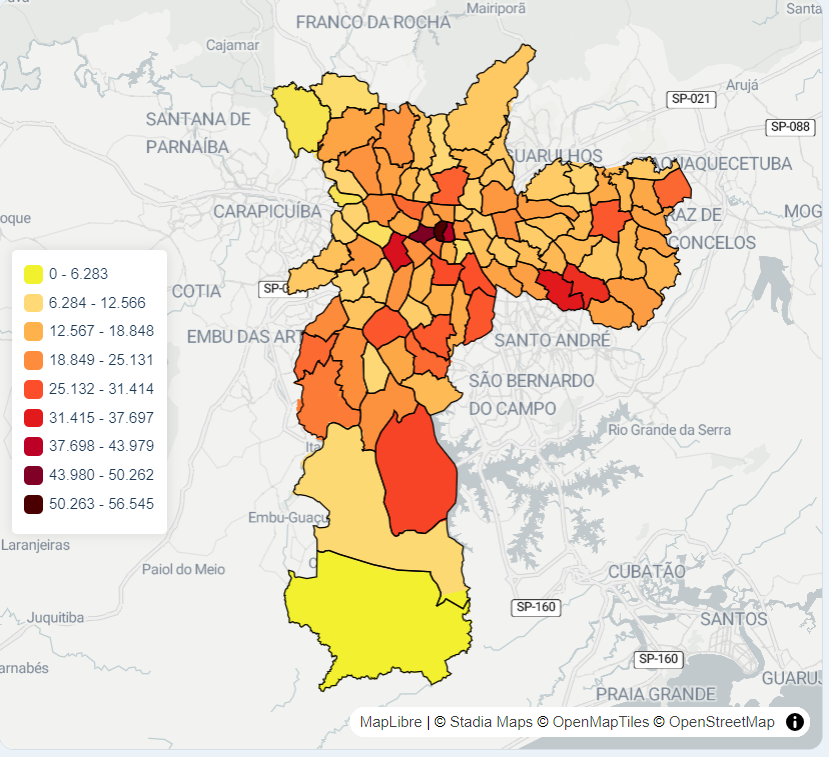 Mairiporã
Santa
FRANCO DA ROCHA
Cajamar
Arujá
SP-021
SANTANA DE
PARNAÍBA
SP-088
GUARULHOS
AQUAQUECETUBA
oque
CARAPICUÍBA
RAZ DE
MOG
CONCELOS
COTIA
SP-0
EMBU DAS ART
SANTO ANDRÉ
SÃO BERNARDO
DO CAMPO
Rio Grande da Serra
Ita
Embu-Guaçu
Laranjeiras
Paiol do Meio
CUBATÃO
Juquitiba
SP-160
SANTOS
arnabés
SP-160
GUARUJ
PRAIA GRANDE
0 - 6.283
6.284 - 12.566
12.567 - 18.848
18.849 - 25.131
25.132 - 31.414
31.415 - 37.697
37.698 - 43.979
43.980 - 50.262
50.263 - 56.545
MapLibre | © Stadia Maps © OpenMapTiles © OpenStreetMap